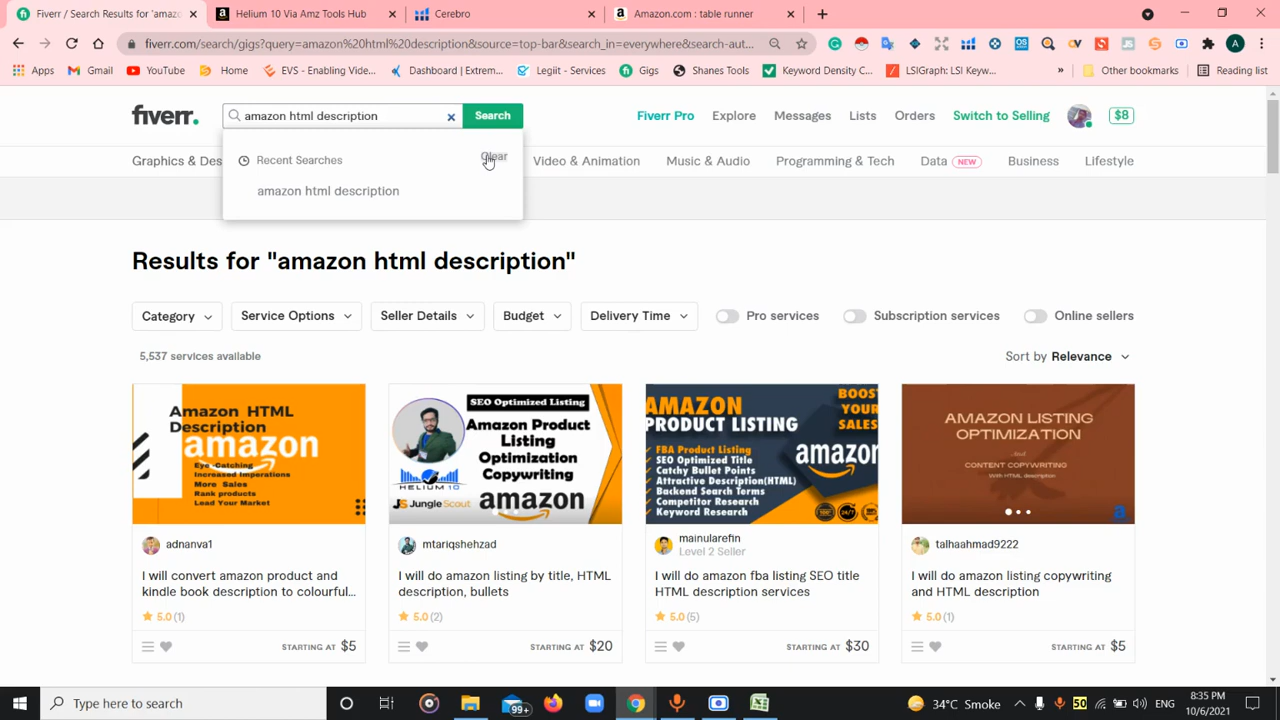 Fiverr / Search Results for 'amaz
Helium 10 Via Amz Tools Hub
Cerebro
Amazon.com : table runner
fiverr.com/search/gigs?query=amazon%20html%20description&source=top-bar&search_in=everywhere&search-aut...
Apps
Gmail
YouTube
Home
EVS - Enabling Vide...
Dashboard | Extrem...
Legiit - Services
Gigs
Shanes Tools
Keyword Density C...
LSIGraph: LSI Keyw...
»
Other bookmarks
Reading list
fiverr.
amazon html description
Search
Fiverr Pro
Explore
Messages
Lists
Orders
Switch to Selling
$8
Recent Searches
Clear
amazon html description
Graphics & Des
Video & Animation
Music & Audio
Programming & Tech
Data NEW
Business
Lifestyle
Results for "amazon html description"
Category
Service Options
Seller Details
Budget
Delivery Time
Pro services
Subscription services
Online sellers
5,537 services available
Sort by Relevance
Amazon HTML
Description
amazon
Eye-Catching
Increased Imperations
More Sales
Rank products
Load Your Market
adnanva1
I will convert amazon product and
kindle book description to colourful...
5.0 (1)
STARTING AT $5
SEO Optimized Listing
Amazon Product
Listing
Optimization
Copywriting
HELIUM 10
JS Jungle Scout
amazon
mtariqshehzad
I will do amazon listing by title, HTML
description, bullets
5.0 (2)
STARTING AT $20
AMAZON
PRODUCT LISTING
BOOST
YOUR
SALES
FBA Product Listing
SEO Optimized Title
Catchy Bullet Points
Attractive Description(HTML)
Backend Search Terms
Competitor Research
Keyword Research
amazon
mainularefin
Level 2 Seller
I will do amazon fba listing SEO title
HTML description services
5.0 (5)
STARTING AT $30
AMAZON LISTING
OPTIMIZATION
And
CONTENT COPYWRITING
With HTML description
talhaahmad9222
I will do amazon listing copywriting
and HTML description
5.0 (1)
STARTING AT $5
Type here to search
99+
34°C Smoke
50
ENG
8:35 PM
10/6/2021